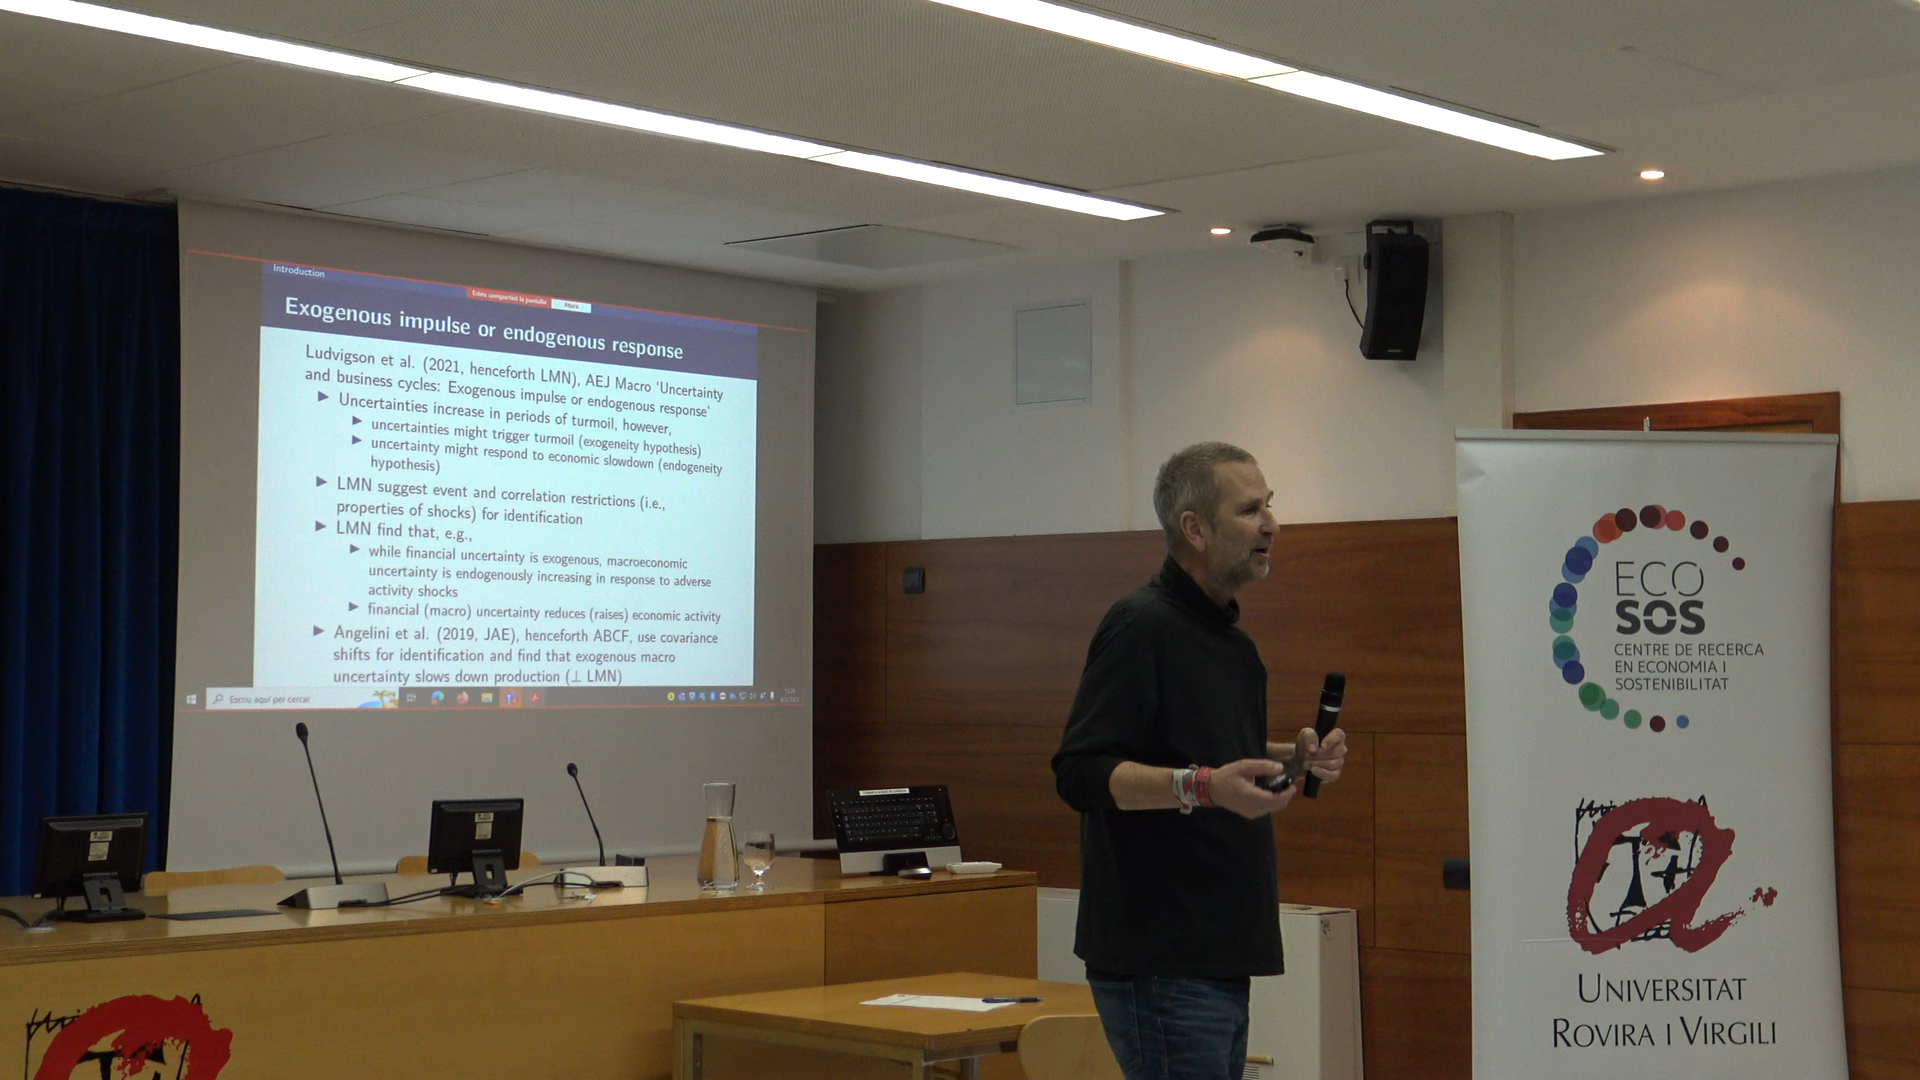 Introduction
Esteu compartint la pantalla
Atura
Exogenous impulse or endogenous response
Ludvigson et al. (2021, henceforth LMN), AEJ Macro ‘Uncertainty
and business cycles: Exogenous impulse or endogenous response’
▶ Uncertainties increase in periods of turmoil, however,
▶ uncertainties might trigger turmoil (exogeneity hypothesis)
▶ uncertainty might respond to economic slowdown (endogeneity
hypothesis)
▶ LMN suggest event and correlation restrictions (i.e.,
properties of shocks) for identification
▶ LMN find that, e.g.,
▶ while financial uncertainty is exogenous, macroeconomic
uncertainty is endogenously increasing in response to adverse
activity shocks
▶ financial (macro) uncertainty reduces (raises) economic activity
▶ Angelini et al. (2019, JAE), henceforth ABCF, use covariance
shifts for identification and find that exogenous macro
uncertainty slows down production (⊥ LMN)
Escriu aquí per cercar
ECO
SOS
CENTRE DE RECERCA
EN ECONOMIA I
SOSTENIBILITAT
UNIVERSITAT
ROVIRA I VIRGILI